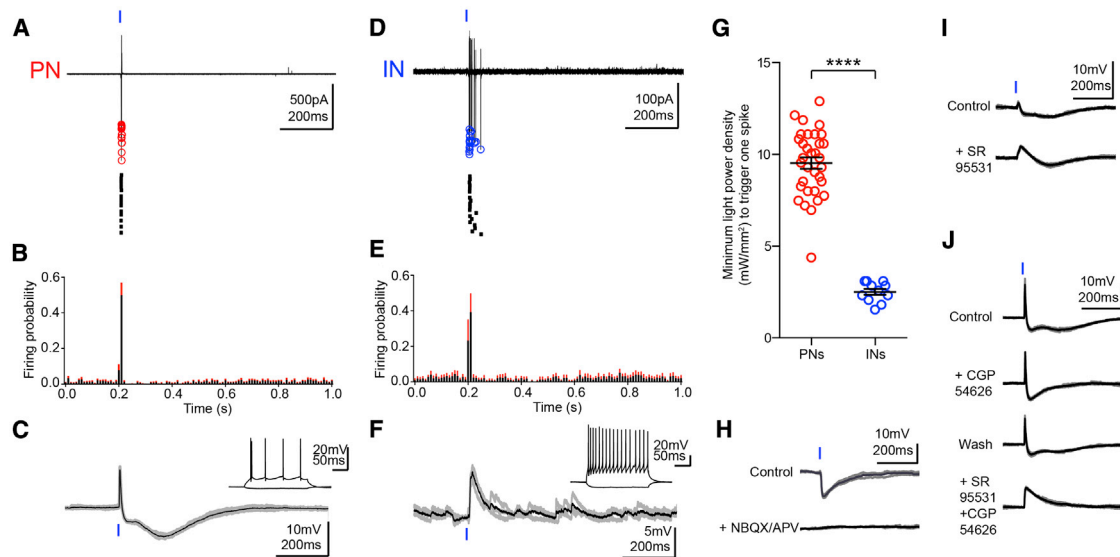 A
PN
500pA
200ms
B
Firing probability
0.6
0.4
0.2
0.0
0.0 0.2 0.4 0.6 0.8 1.0
Time (s)
C
20mV
50ms
10mV
200ms
D
IN
100pA
200ms
E
Firing probability
0.6
0.4
0.2
0.0
0.0 0.2 0.4 0.6 0.8 1.0
Time (s)
F
20mV
50ms
5mV
200ms
G
****
Minimum light power density
(mW/mm²) to trigger one spike
15
10
5
0
PNs INs
H
10mV
200ms
Control
+ NBQX/APV
I
10mV
200ms
Control
+ SR
95531
J
10mV
200ms
Control
+ CGP
54626
Wash
+ SR
95531
+CGP
54626